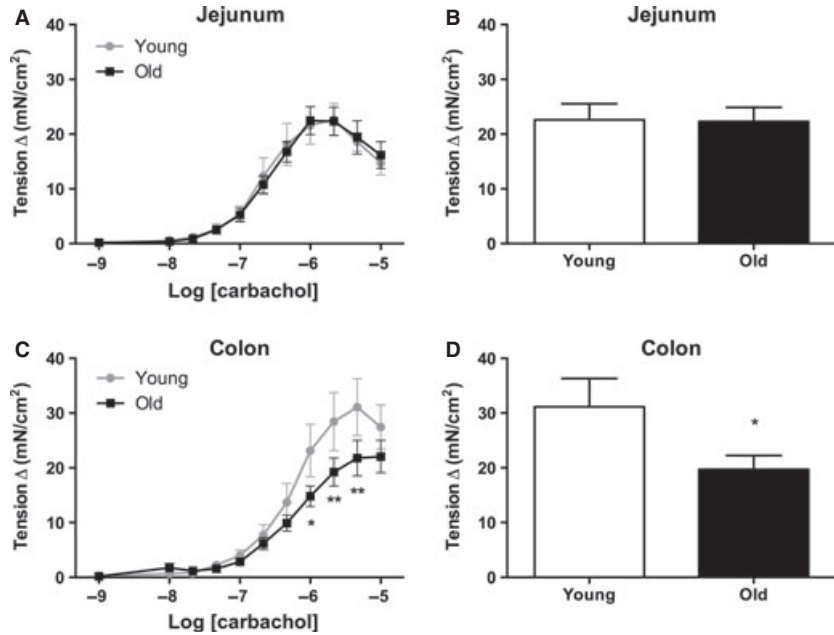 A
Jejunum
Tension Δ (mN/cm²)
40
30
20
10
0
Young
Old
–9
–8
–7
–6
–5
Log [carbachol]
B
Jejunum
Tension Δ (mN/cm²)
40
30
20
10
0
Young
Old
C
Colon
Tension Δ (mN/cm²)
40
30
20
10
0
Young
Old
*
**
**
–9
–8
–7
–6
–5
Log [carbachol]
D
Colon
Tension Δ (mN/cm²)
40
30
20
10
0
*
Young
Old